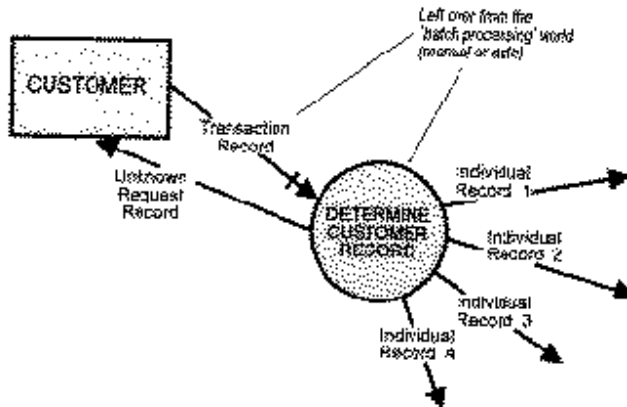 Left over from the
'batch processing' world
(manual or auto)
CUSTOMER
Transaction
Record
Unknown
Request
Record
DETERMINE
CUSTOMER
RECORD
Individual
Record 1
Individual
Record 2
Individual
Record 3
Individual
Record 4